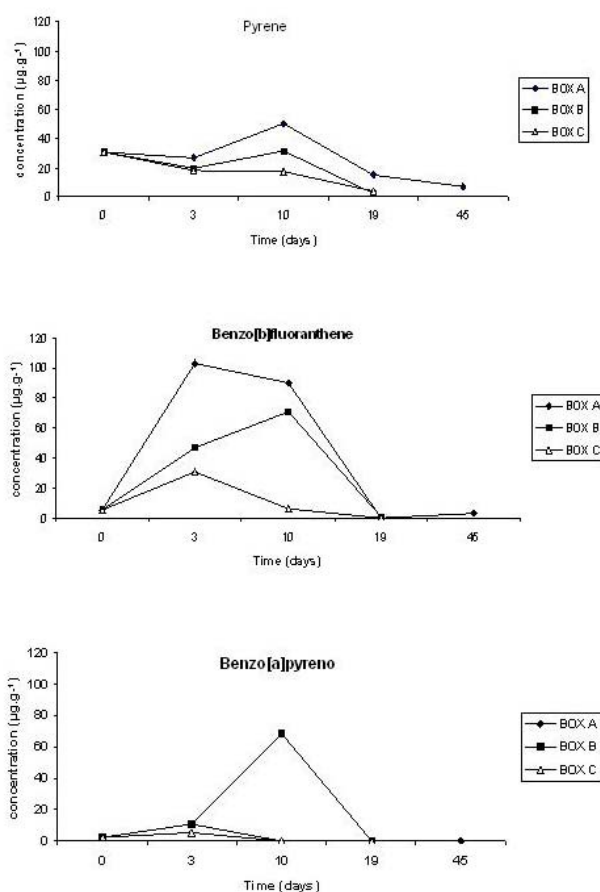 Pyrene
concentration (µg.g-¹)
120
100
80
60
40
20
0
0 3 10 19 45
Time (days)
BOX A
BOX B
BOX C
Benzo[b]fluoranthene
concentration (µg.g-¹)
120
100
80
60
40
20
0
0 3 10 19 45
Time (days)
BOX A
BOX B
BOX C
Benzo[a]pyreno
concentration (µg.g-¹)
120
100
80
60
40
20
0
0 3 10 19 45
Time (days)
BOX A
BOX B
BOX C